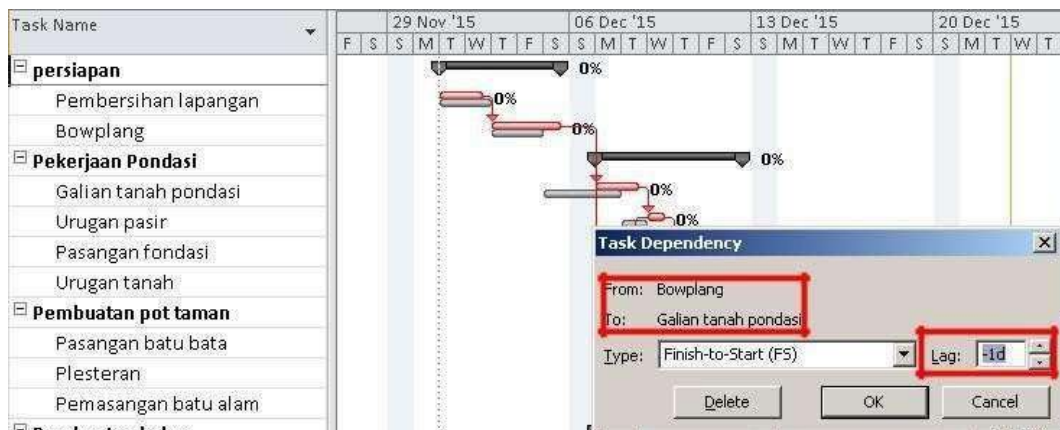 Task Name
29 Nov '15 06 Dec '15 13 Dec '15 20 Dec '15
F S S M T W T F S S M T W T F S S M T W T F S S M T W T
persiapan 0%
Pembersihan lapangan 0%
Bowplang 0%
Pekerjaan Pondasi 0%
Galian tanah pondasi 0%
Urugan pasir 0%
Pasangan fondasi
Urugan tanah
Pembuatan pot taman
Pasangan batu bata
Plesteran
Pemasangan batu alam
Task Dependency
From: Bowplang
To: Galian tanah pondasi
Type: Finish-to-Start (FS) Lag: -1d
Delete OK Cancel